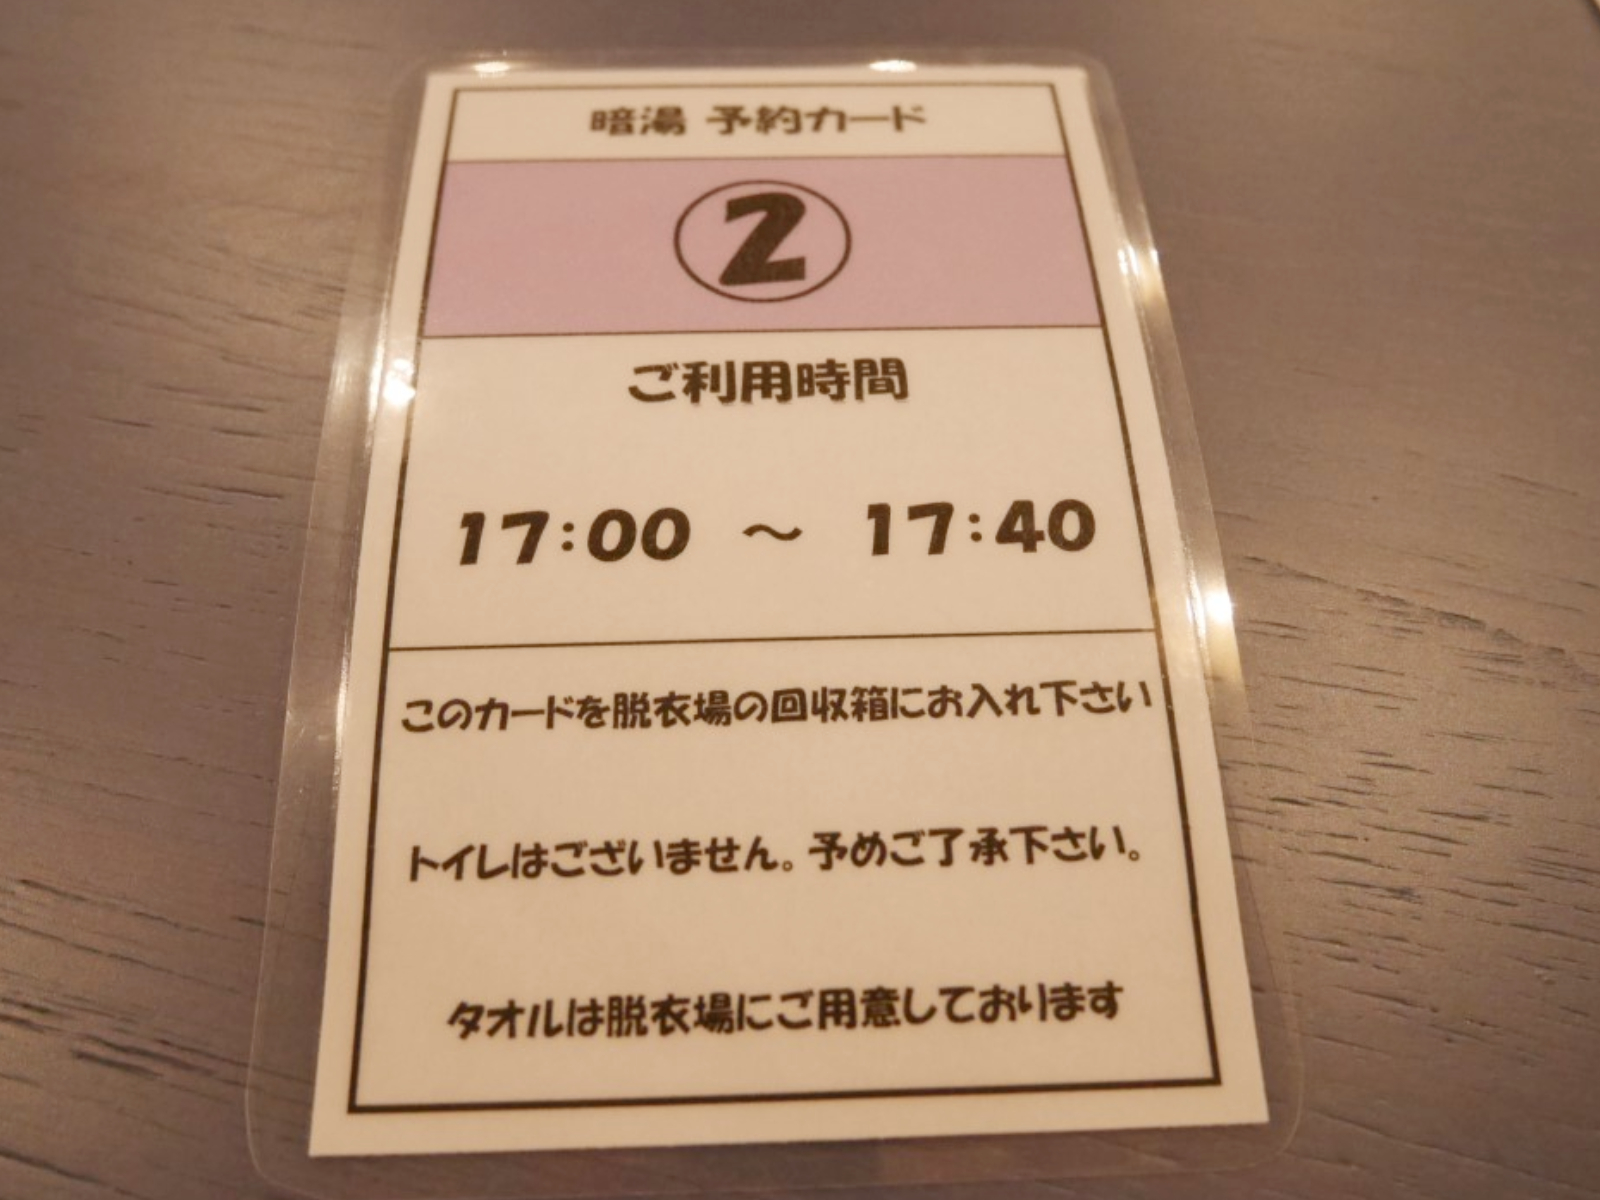 暗湯 予約カード
②
ご利用時間
17:00 ～ 17:40
このカードを脱衣場の回収箱にお入れ下さい
トイレはございません。予めご了承下さい。
タオルは脱衣場にご用意しております